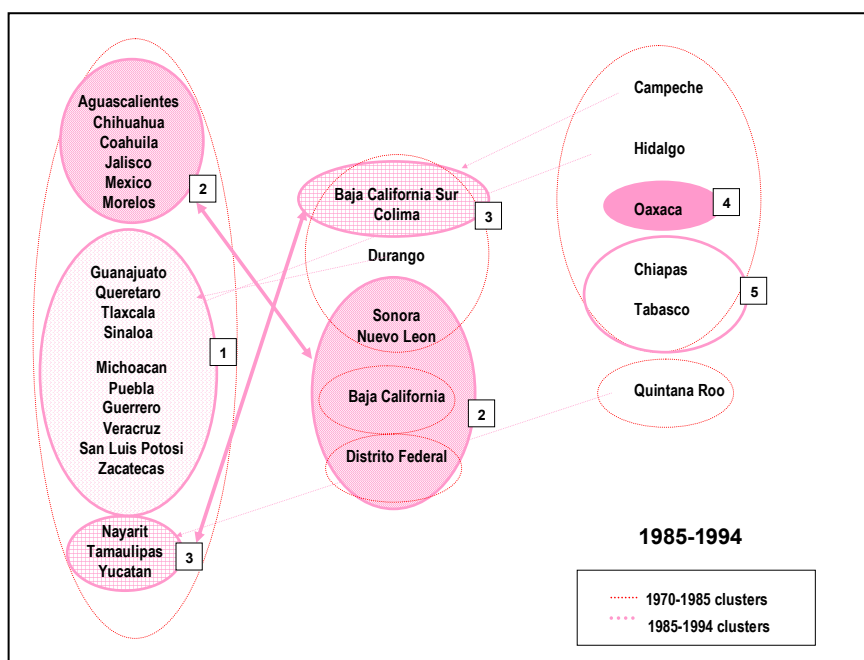 Aguascalientes
Chihuahua
Coahuila
Jalisco
Mexico
Morelos
2
Guanajuato
Queretaro
Tlaxcala
Sinaloa
Michoacan
Puebla
Guerrero
Veracruz
San Luis Potosi
Zacatecas
1
Nayarit
Tamaulipas
Yucatan
3
Baja California Sur
Colima
3
Durango
Sonora
Nuevo Leon
Baja California
2
Distrito Federal
Campeche
Hidalgo
Oaxaca
4
Chiapas
Tabasco
5
Quintana Roo
1985-1994
1970-1985 clusters
1985-1994 clusters